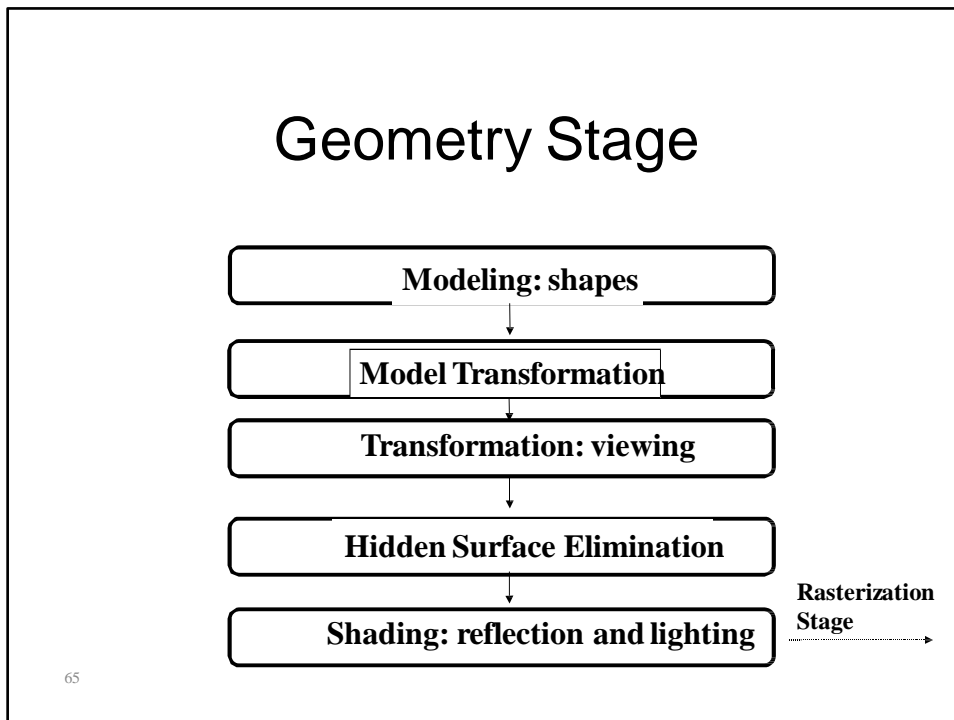 Geometry Stage
Modeling: shapes
Model Transformation
Transformation: viewing
Hidden Surface Elimination
Shading: reflection and lighting
Rasterization
Stage
65